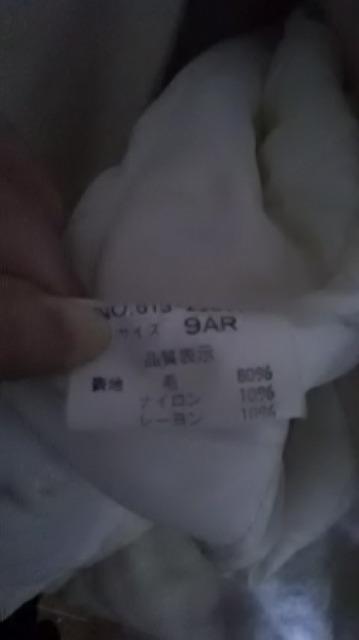 サイズ 9AR
品質表示
表地 毛 80%
ナイロン 10%
レーヨン 10%